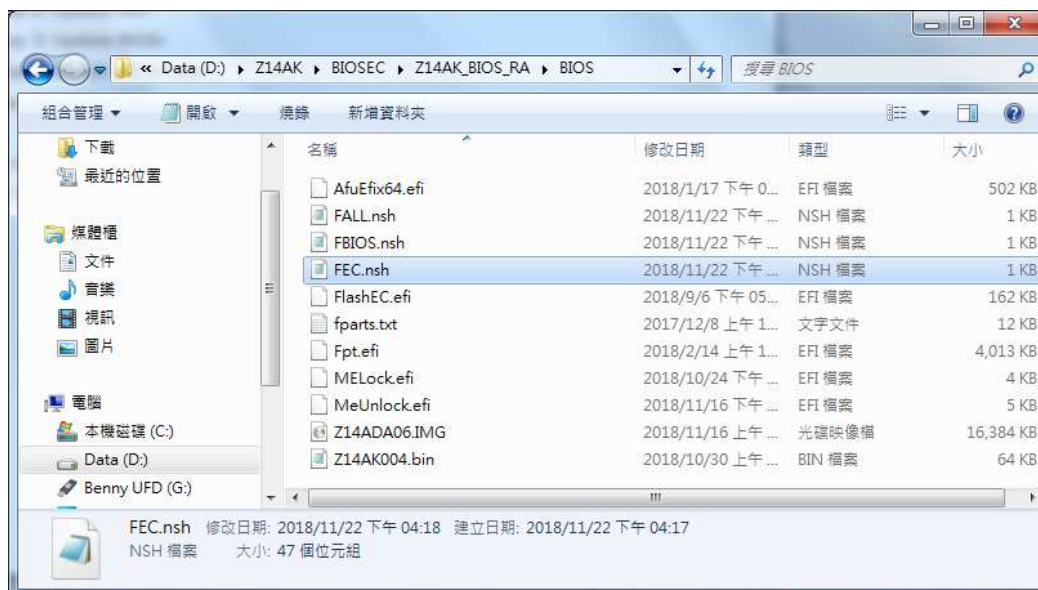 « Data (D:) ▸ Z14AK ▸ BIOSEC ▸ Z14AK_BIOS_RA ▸ BIOS
搜尋 BIOS
組合管理 開啟 燒錄 新增資料夾
下載
最近的位置
媒體櫃
文件
音樂
視訊
圖片
電腦
本機磁碟 (C:)
Data (D:)
Benny UFD (G:)
名稱 修改日期 類型 大小
AfuEfix64.efi 2018/1/17 下午 0... EFI 檔案 502 KB
FALL.nsh 2018/11/22 下午 ... NSH 檔案 1 KB
FBIOS.nsh 2018/11/22 下午 ... NSH 檔案 1 KB
FEC.nsh 2018/11/22 下午 ... NSH 檔案 1 KB
FlashEC.efi 2018/9/6 下午 05... EFI 檔案 162 KB
fparts.txt 2017/12/8 上午 1... 文字文件 12 KB
Fpt.efi 2018/2/14 上午 1... EFI 檔案 4,013 KB
MELock.efi 2018/10/24 下午 ... EFI 檔案 4 KB
MeUnlock.efi 2018/11/16 下午 ... EFI 檔案 5 KB
Z14ADA06.IMG 2018/11/16 上午 ... 光碟映像檔 16,384 KB
Z14AK004.bin 2018/10/30 上午 ... BIN 檔案 64 KB
FEC.nsh 修改日期: 2018/11/22 下午 04:18 建立日期: 2018/11/22 下午 04:17
NSH 檔案 大小: 47 個位元組